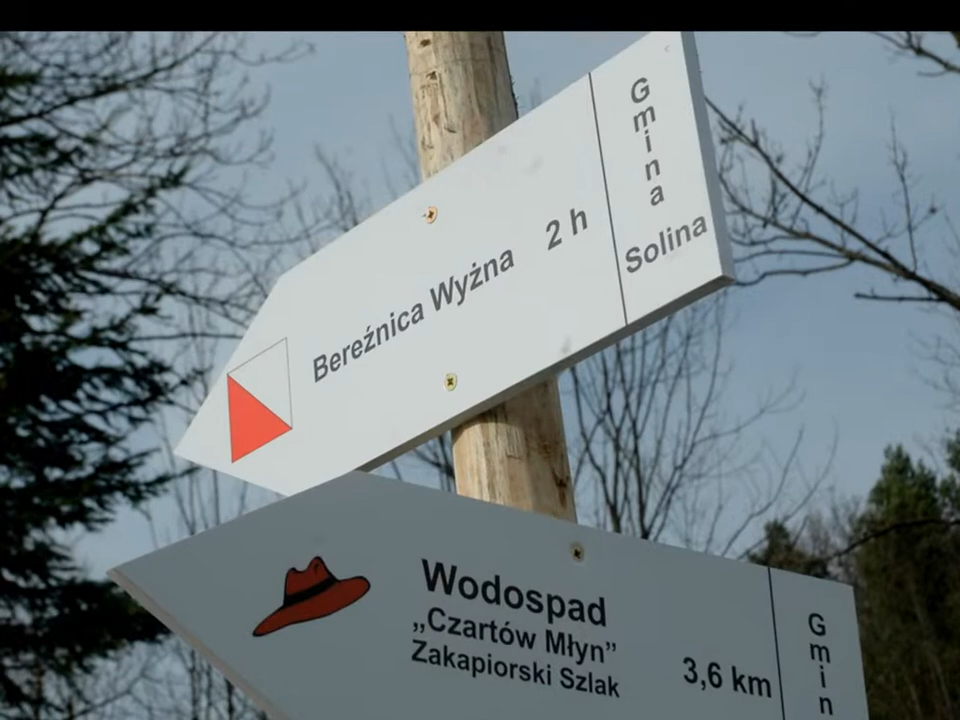 Bereźnica Wyżna 2 h
Gmina
Solina
Wodospad
„Czartów Młyn”
Zakapiorski Szlak
3,6 km
Gmin